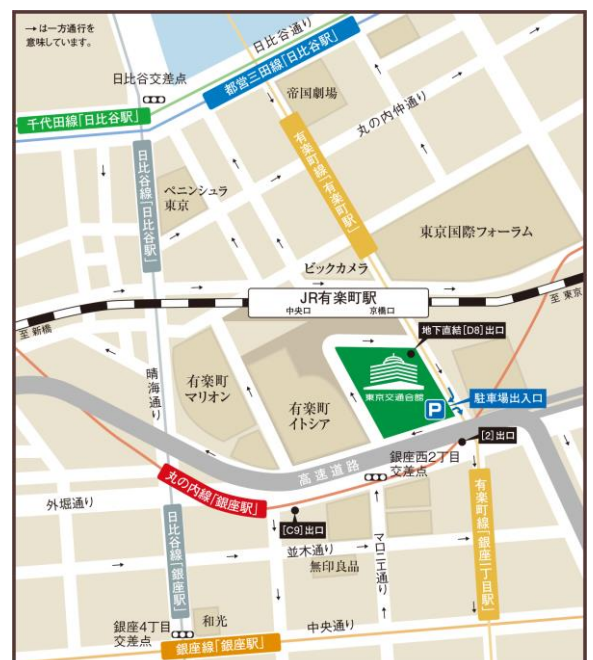 →は一方通行を
意味しています。
日比谷通り
日比谷交差点
都営三田線「日比谷駅」
千代田線「日比谷駅」
帝国劇場
丸の内仲通り
日比谷線「日比谷駅」
有楽町線「有楽町駅」
ペニンシュラ
東京
東京国際フォーラム
ビックカメラ
JR有楽町駅
中央口
京橋口
至 新橋
至 東京
地下直結[D8]出口
晴海通り
有楽町
マリオン
有楽町
イトシア
東京交通会館
P
駐車場出入口
[2]出口
高速道路
銀座西2丁目
交差点
丸の内線「銀座駅」
外堀通り
[C9]出口
並木通り
無印良品
マロニエ通り
有楽町線「銀座一丁目駅」
日比谷線「銀座駅」
和光
銀座4丁目
交差点
中央通り
銀座線「銀座駅」